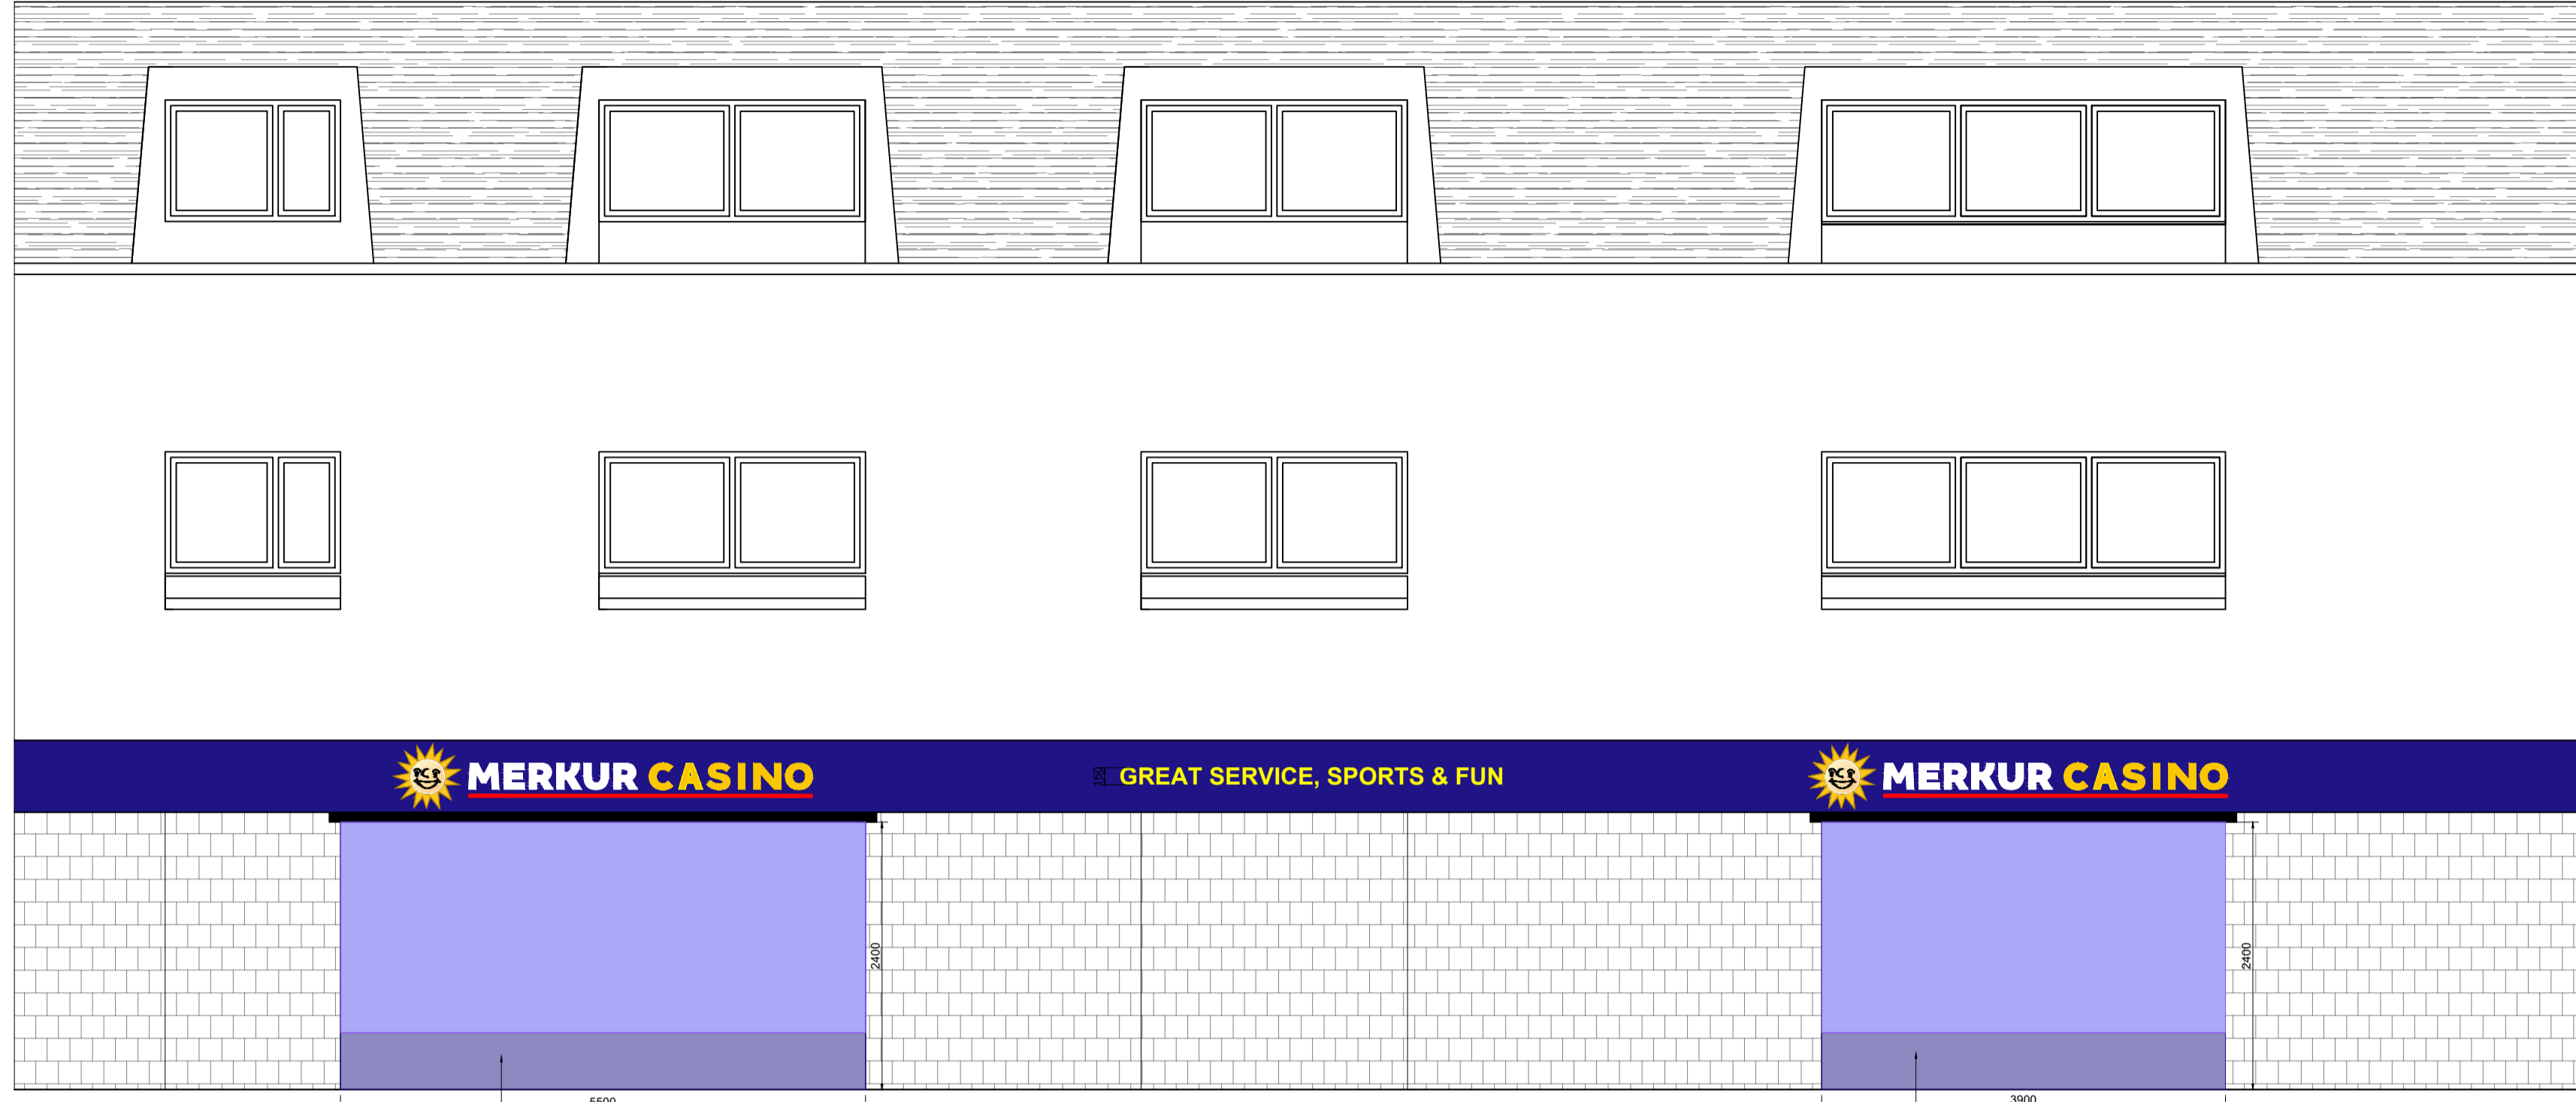 MERKUR CASINO
150
GREAT SERVICE, SPORTS & FUN
MERKUR CASINO
2400
2400
5500
3900